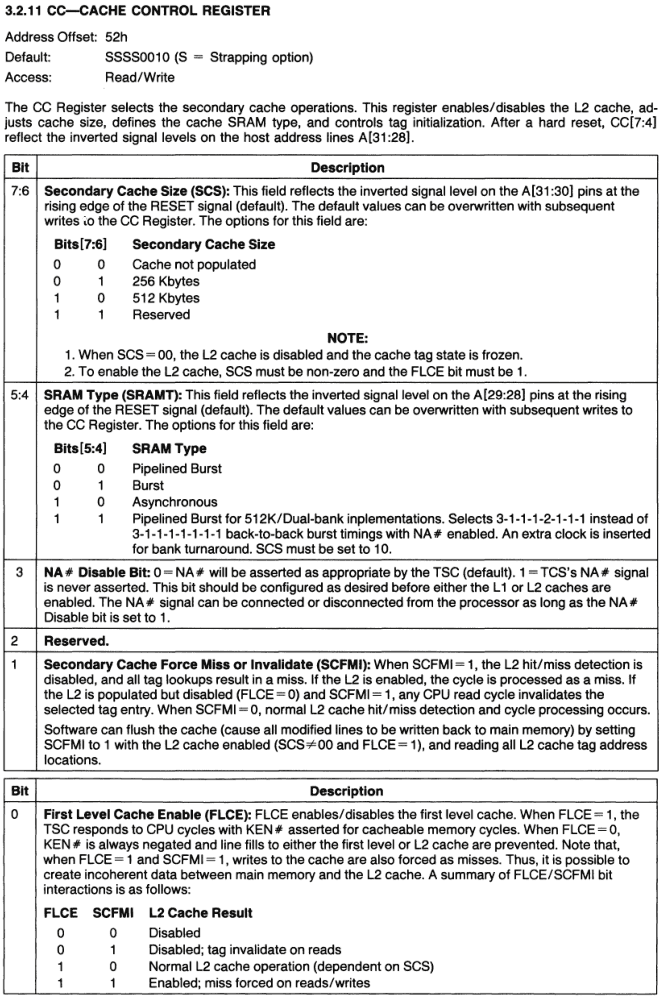 3.2.11 CC—CACHE CONTROL REGISTER
Address Offset: 52h
Default: SSSS0010 (S = Strapping option)
Access: Read/Write
The CC Register selects the secondary cache operations. This register enables/disables the L2 cache, ad-
justs cache size, defines the cache SRAM type, and controls tag initialization. After a hard reset, CC[7:4]
reflect the inverted signal levels on the host address lines A[31:28].
Bit Description
7:6 Secondary Cache Size (SCS): This field reflects the inverted signal level on the A[31:30] pins at the
rising edge of the RESET signal (default). The default values can be overwritten with subsequent
writes to the CC Register. The options for this field are:
Bits[7:6] Secondary Cache Size
0 0 Cache not populated
0 1 256 Kbytes
1 0 512 Kbytes
1 1 Reserved
NOTE:
1. When SCS=00, the L2 cache is disabled and the cache tag state is frozen.
2. To enable the L2 cache, SCS must be non-zero and the FLCE bit must be 1.
5:4 SRAM Type (SRAMT): This field reflects the inverted signal level on the A[29:28] pins at the rising
edge of the RESET signal (default). The default values can be overwritten with subsequent writes to
the CC Register. The options for this field are:
Bits[5:4] SRAM Type
0 0 Pipelined Burst
0 1 Burst
1 0 Asynchronous
1 1 Pipelined Burst for 512K/Dual-bank inplementations. Selects 3-1-1-1-2-1-1-1 instead of
3-1-1-1-1-1-1-1 back-to-back burst timings with NA# enabled. An extra clock is inserted
for bank turnaround. SCS must be set to 10.
3 NA# Disable Bit: 0=NA# will be asserted as appropriate by the TSC (default). 1=TCS's NA# signal
is never asserted. This bit should be configured as desired before either the L1 or L2 caches are
enabled. The NA# signal can be connected or disconnected from the processor as long as the NA#
Disable bit is set to 1.
2 Reserved.
1 Secondary Cache Force Miss or Invalidate (SCFMI): When SCFMI=1, the L2 hit/miss detection is
disabled, and all tag lookups result in a miss. If the L2 is enabled, the cycle is processed as a miss. If
the L2 is populated but disabled (FLCE=0) and SCFMI=1, any CPU read cycle invalidates the
selected tag entry. When SCFMI=0, normal L2 cache hit/miss detection and cycle processing occurs.
Software can flush the cache (cause all modified lines to be written back to main memory) by setting
SCFMI to 1 with the L2 cache enabled (SCS≠00 and FLCE=1), and reading all L2 cache tag address
locations.
Bit Description
0 First Level Cache Enable (FLCE): FLCE enables/disables the first level cache. When FLCE=1, the
TSC responds to CPU cycles with KEN# asserted for cacheable memory cycles. When FLCE=0,
KEN# is always negated and line fills to either the first level or L2 cache are prevented. Note that,
when FLCE=1 and SCFMI=1, writes to the cache are also forced as misses. Thus, it is possible to
create incoherent data between main memory and the L2 cache. A summary of FLCE/SCFMI bit
interactions is as follows:
FLCE SCFMI L2 Cache Result
0 0 Disabled
0 1 Disabled; tag invalidate on reads
1 0 Normal L2 cache operation (dependent on SCS)
1 1 Enabled; miss forced on reads/writes